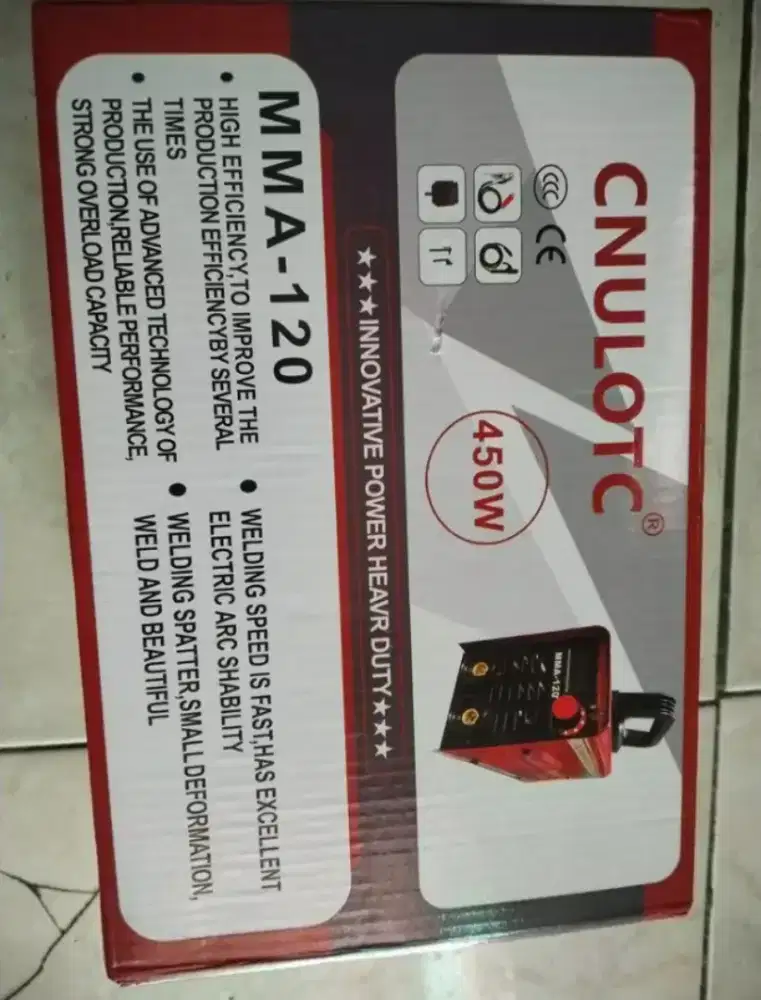 CNULOTC®
CCC CE
450W
MMA-120
★★★INNOVATIVE POWER HEAVR DUTY★★★
MMA-120
• HIGH EFFICIENCY,TO IMPROVE THE
PRODUCTION EFFICIENCYBY SEVERAL
TIMES
• THE USE OF ADVANCED TECHNOLOGY OF
PRODUCTION,RELIABLE PERFORMANCE,
STRONG OVERLOAD CAPACITY
• WELDING SPEED IS FAST,HAS EXCELLENT
ELECTRIC ARC SHABILITY
• WELDING SPATTER,SMALL DEFORMATION,
WELD AND BEAUTIFUL